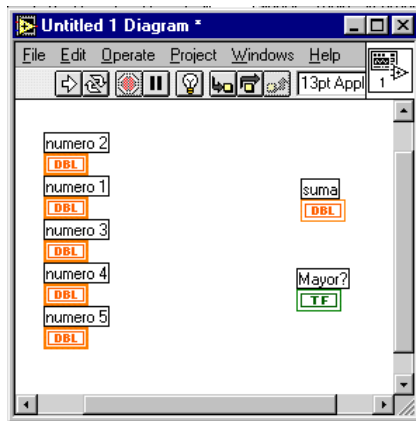 Untitled 1 Diagram *
File Edit Operate Project Windows Help
13pt Appl
1
numero 2
DBL
numero 1
DBL
numero 3
DBL
numero 4
DBL
numero 5
DBL
suma
DBL
Mayor?
TF